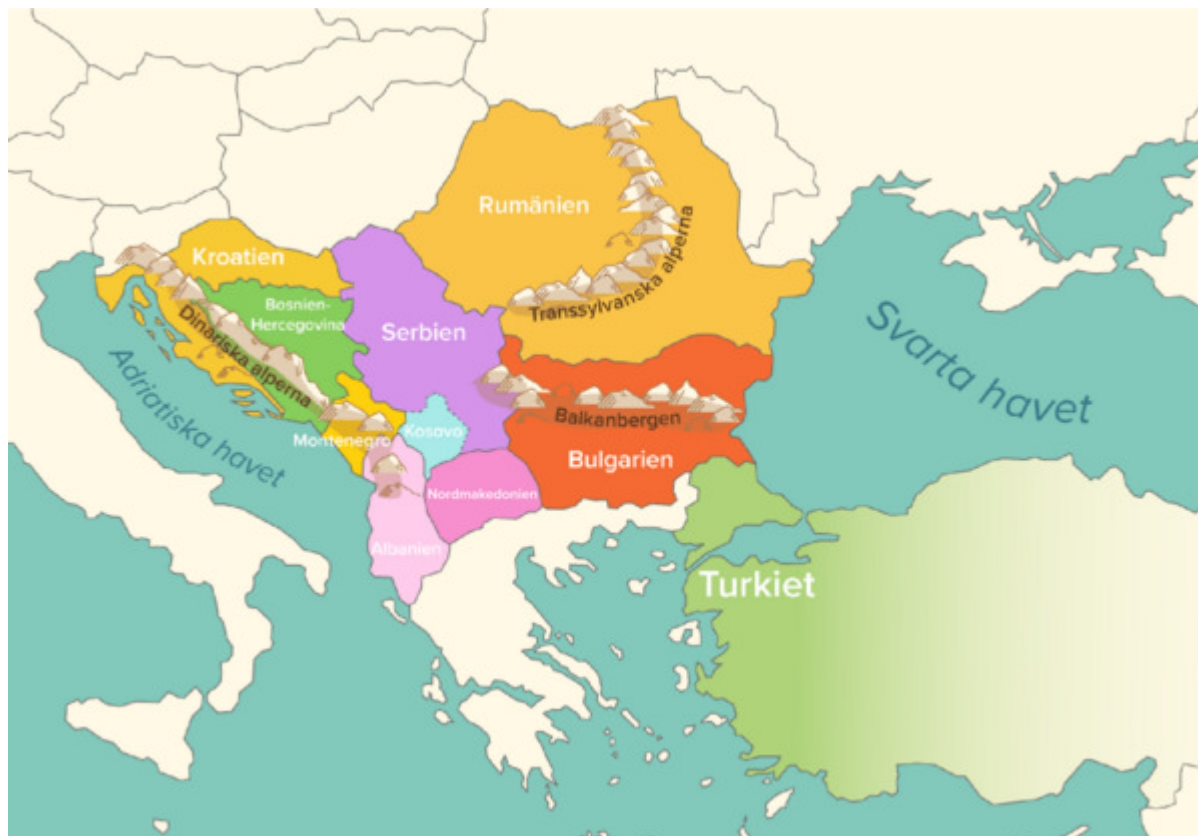 Rumänien
Transsylvanska alperna
Kroatien
Bosnien-
Hercegovina
Serbien
Dinariska alperna
Svarta havet
Adriatiska havet
Balkanbergen
Montenegro
Kosovo
Bulgarien
Nordmakedonien
Albanien
Turkiet